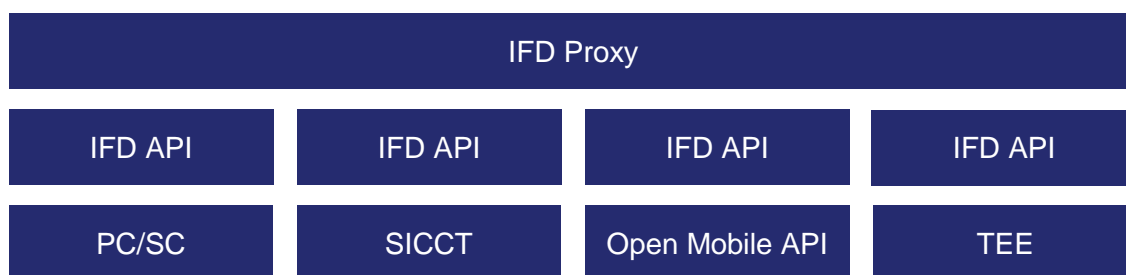 IFD Proxy
IFD API
IFD API
IFD API
IFD API
PC/SC
SICCT
Open Mobile API
TEE